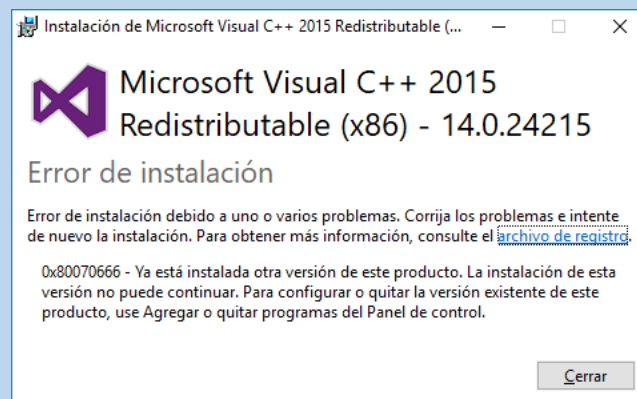 Instalación de Microsoft Visual C++ 2015 Redistributable (...
Microsoft Visual C++ 2015
Redistributable (x86) - 14.0.24215
Error de instalación
Error de instalación debido a uno o varios problemas. Corrija los problemas e intente
de nuevo la instalación. Para obtener más información, consulte el archivo de registro.
0x80070666 - Ya está instalada otra versión de este producto. La instalación de esta
versión no puede continuar. Para configurar o quitar la versión existente de este
producto, use Agregar o quitar programas del Panel de control.
Cerrar